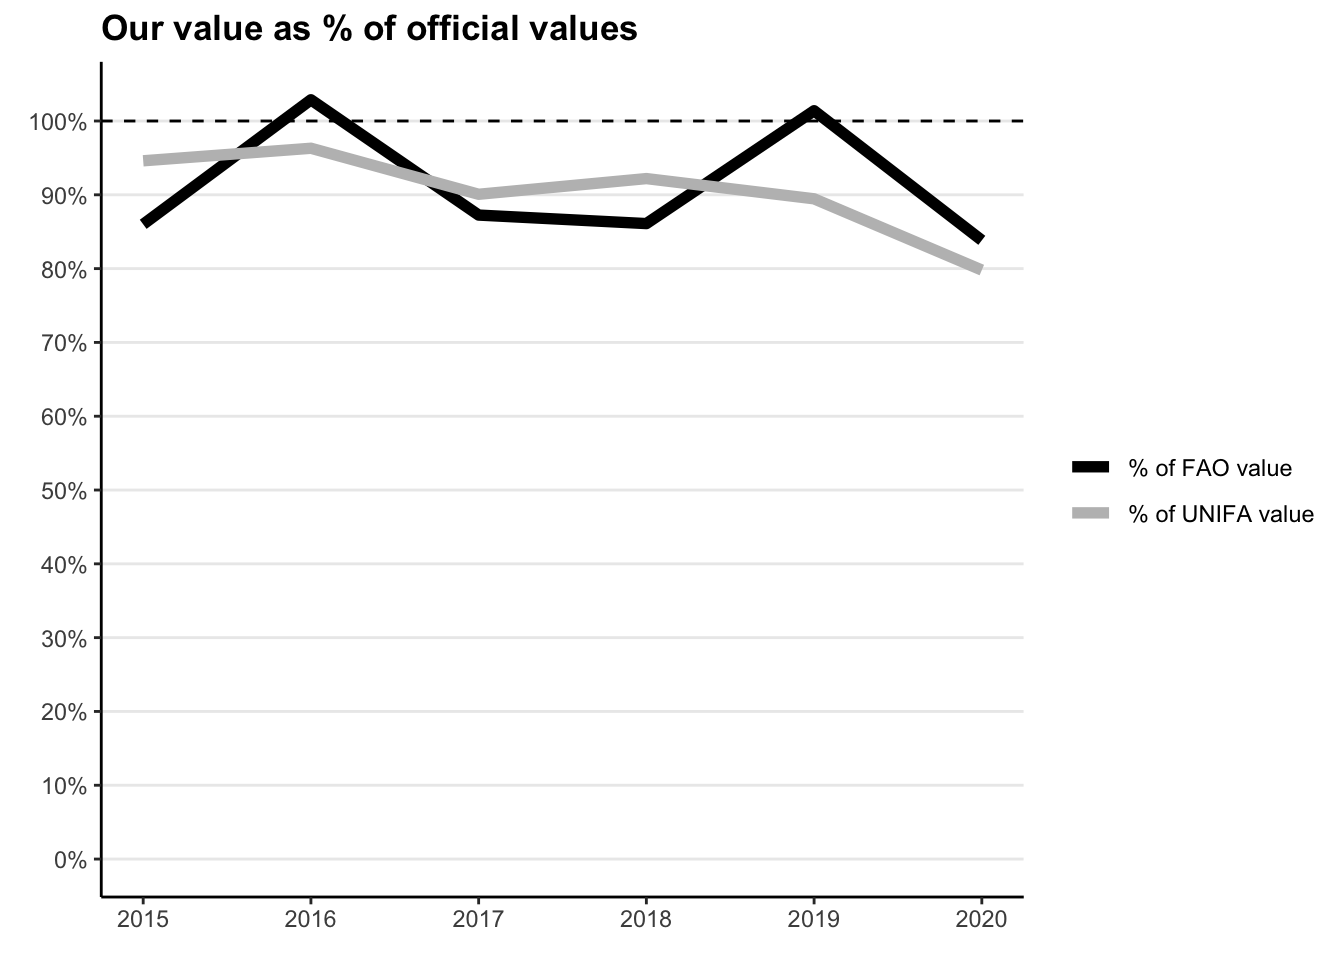 Our value as % of official values
100%
90%
80%
70%
60%
50%
40%
30%
20%
10%
0%
2015 2016 2017 2018 2019 2020
% of FAO value
% of UNIFA value